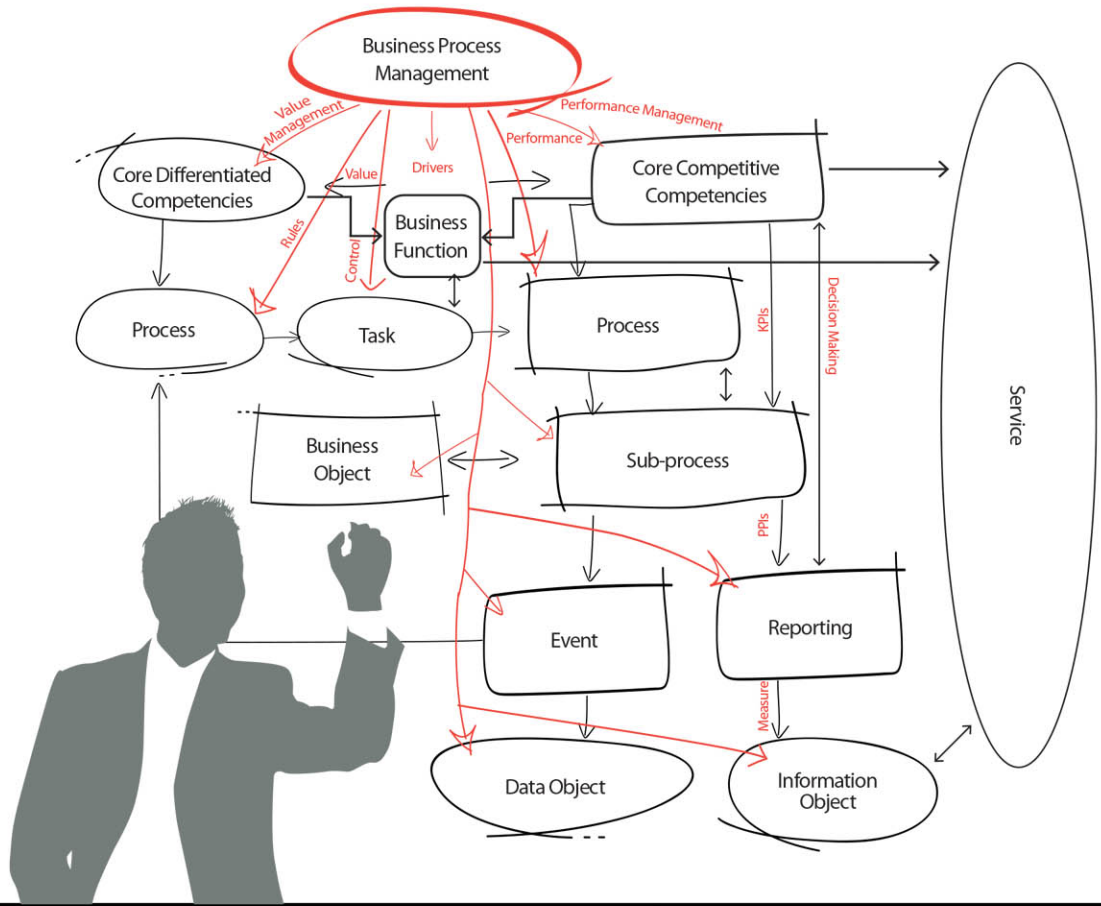 Business Process
Management
Value
Management
Performance Management
Performance
Drivers
Core Differentiated
Competencies
Value
Core Competitive
Competencies
Business
Function
Rules
Control
Process
Task
Process
KPIs
Decision Making
Service
Business
Object
Sub-process
PPIs
Event
Reporting
Measure
Data Object
Information
Object